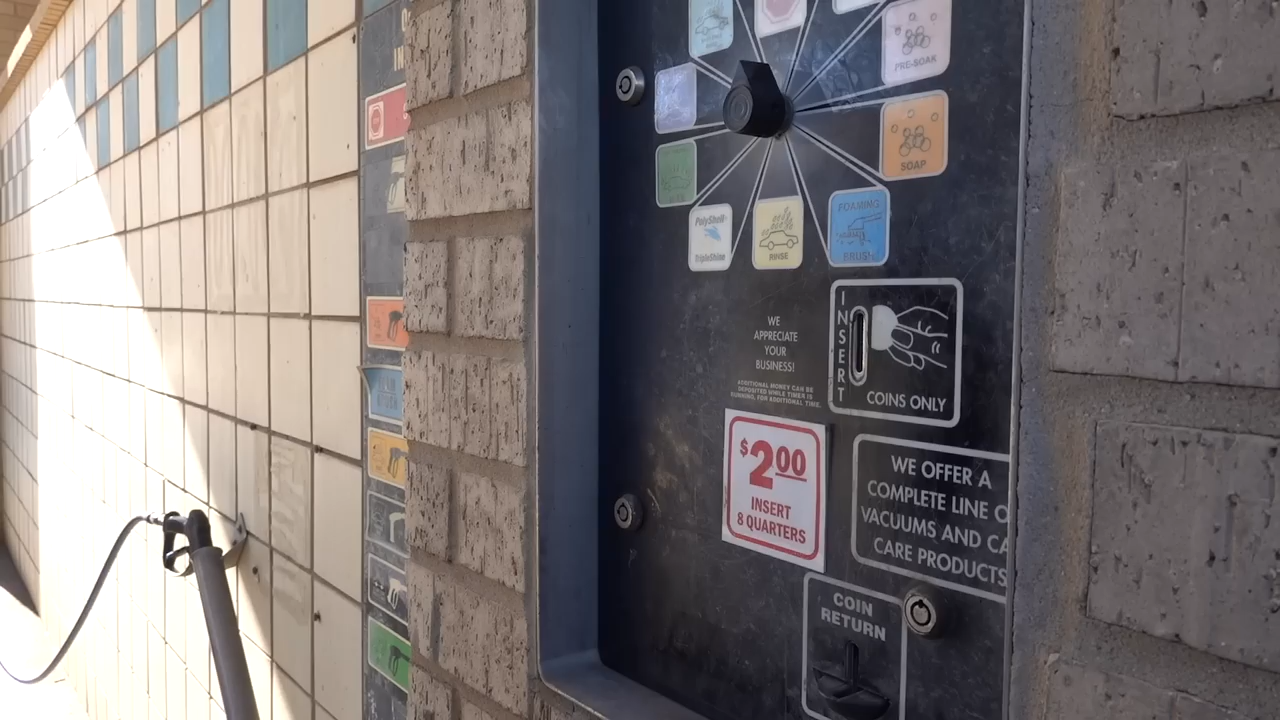 PRE-SOAK
SOAP
FOAMING
BRUSH
RINSE
PolyShell
TripleShine
INSERT
COINS ONLY
WE
APPRECIATE
YOUR
BUSINESS!
ADDITIONAL MONEY CAN BE
DEPOSITED WHILE TIMER IS
RUNNING, FOR ADDITIONAL TIME.
$2.00
INSERT
8 QUARTERS
WE OFFER A
COMPLETE LINE O
VACUUMS AND CA
CARE PRODUCTS
COIN
RETURN